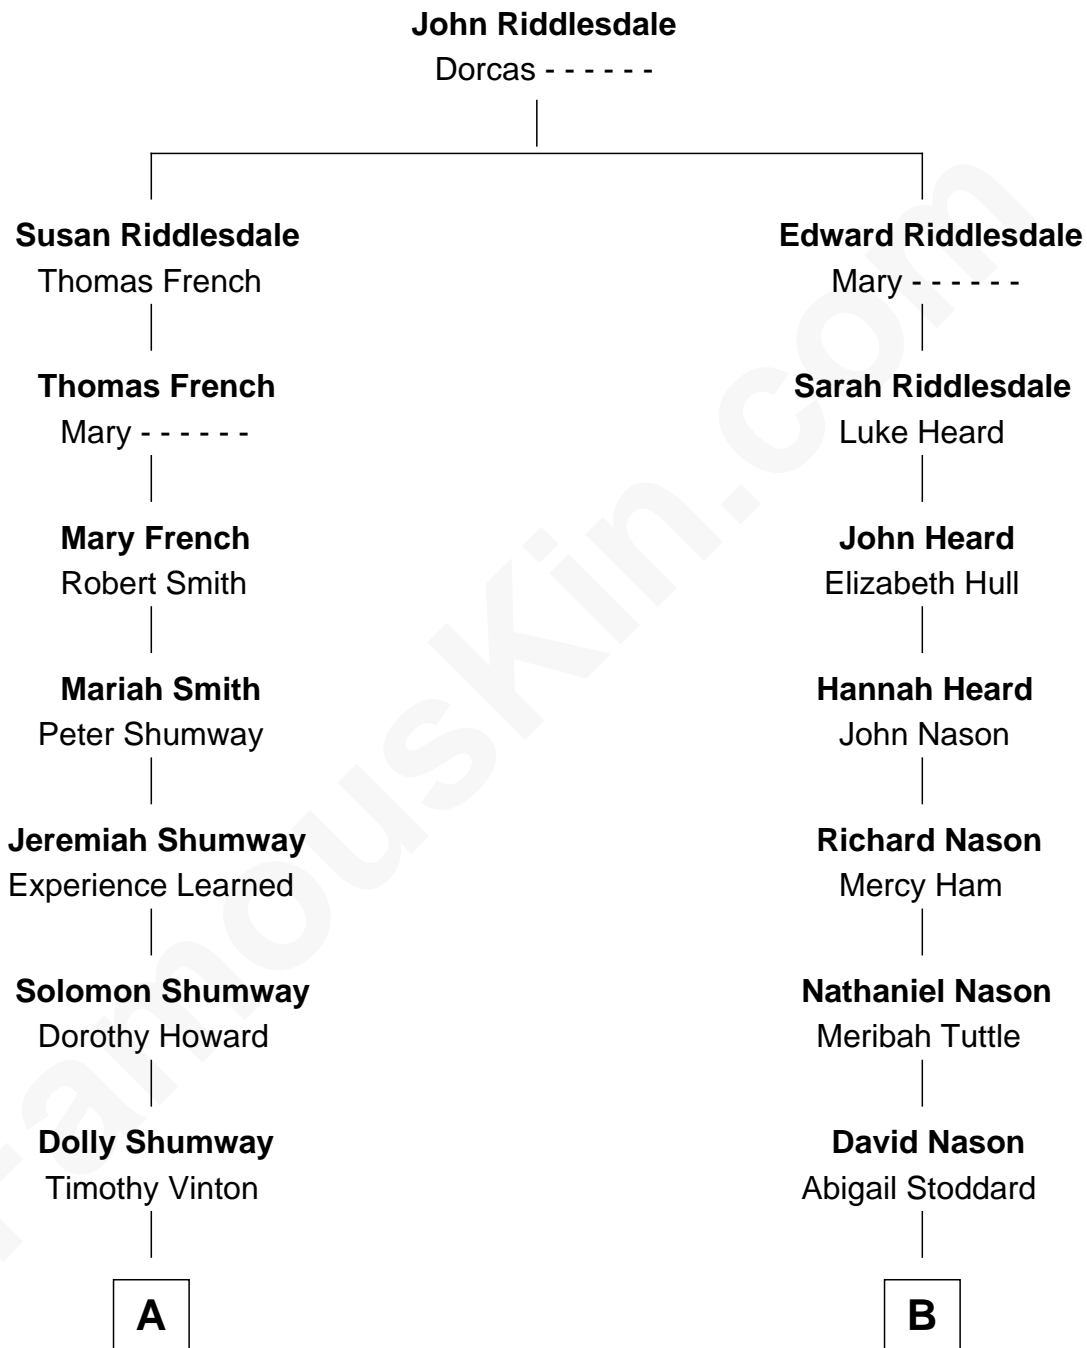 John Riddlesdale
Dorcas - - - - - -
Susan Riddlesdale
Thomas French
Thomas French
Mary - - - - - -
Mary French
Robert Smith
Mariah Smith
Peter Shumway
Jeremiah Shumway
Experience Learned
Solomon Shumway
Dorothy Howard
Dolly Shumway
Timothy Vinton
A
Edward Riddlesdale
Mary - - - - - -
Sarah Riddlesdale
Luke Heard
John Heard
Elizabeth Hull
Hannah Heard
John Nason
Richard Nason
Mercy Ham
Nathaniel Nason
Meribah Tuttle
David Nason
Abigail Stoddard
B
FamousKin.com